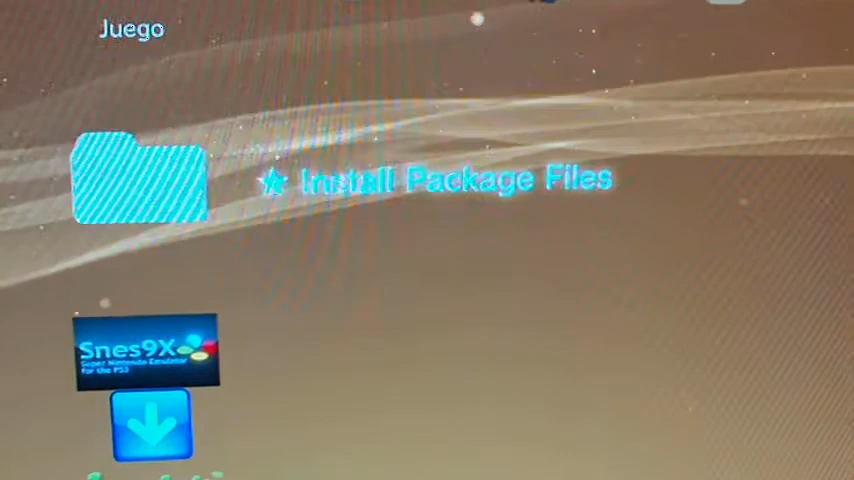 Juego
★ Install Package Files
Snes9X
Super Nintendo Emulator
for the PS3